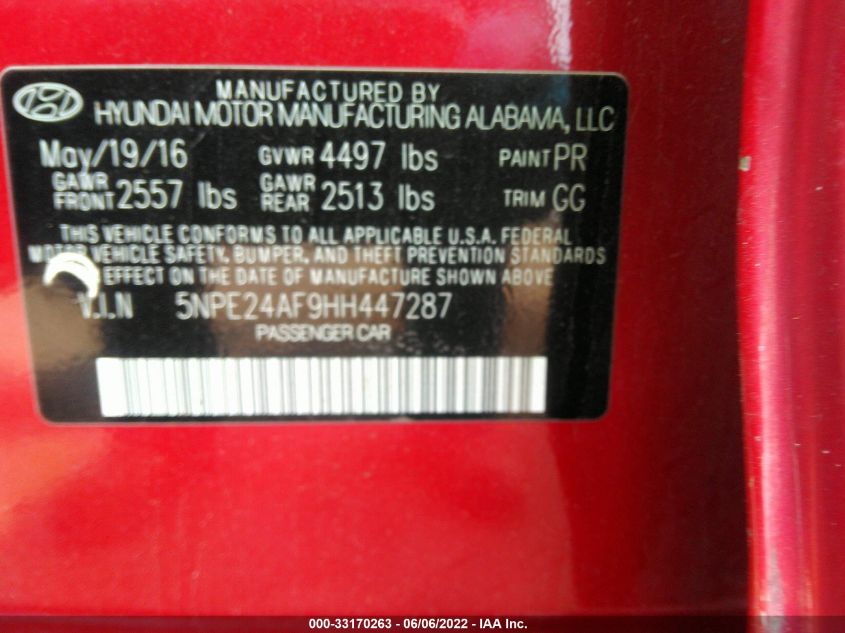 MANUFACTURED BY
HYUNDAI MOTOR MANUFACTURING ALABAMA, LLC
May/19/16 GVWR 4497 lbs PAINT PR
GAWR FRONT 2557 lbs GAWR REAR 2513 lbs TRIM GG
THIS VEHICLE CONFORMS TO ALL APPLICABLE U.S.A. FEDERAL
MOTOR VEHICLE SAFETY, BUMPER, AND THEFT PREVENTION STANDARDS
EFFECT ON THE DATE OF MANUFACTURE SHOWN ABOVE
V.I.N 5NPE24AF9HH447287
PASSENGER CAR
000-33170263 - 06/06/2022 - IAA Inc.